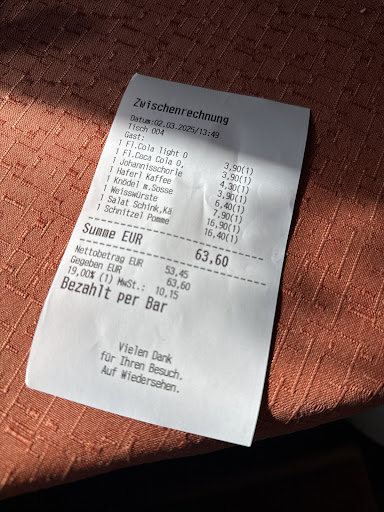 Zwischenrechnung
Datum:02.03.2025/13:49
Tisch 004
Gast:
1 Fl.Cola light 0 3,90(1)
1 Fl.Coca Cola 0, 3,90(1)
1 Johannisschorle 4,30(1)
1 Haferl Kaffee 3,90(1)
1 Knödel m.Sosse 6,40(1)
1 Weisswürste 7,90(1)
1 Salat Schink,Kä 16,90(1)
1 Schnitzel Pomme 16,40(1)
Summe EUR 63,60
Nettobetrag EUR 53,45
Gegeben EUR 63,60
19,00% (1) MwSt.: 10,15
Bezahlt per Bar
Vielen Dank
für Ihren Besuch.
Auf Wiedersehen.